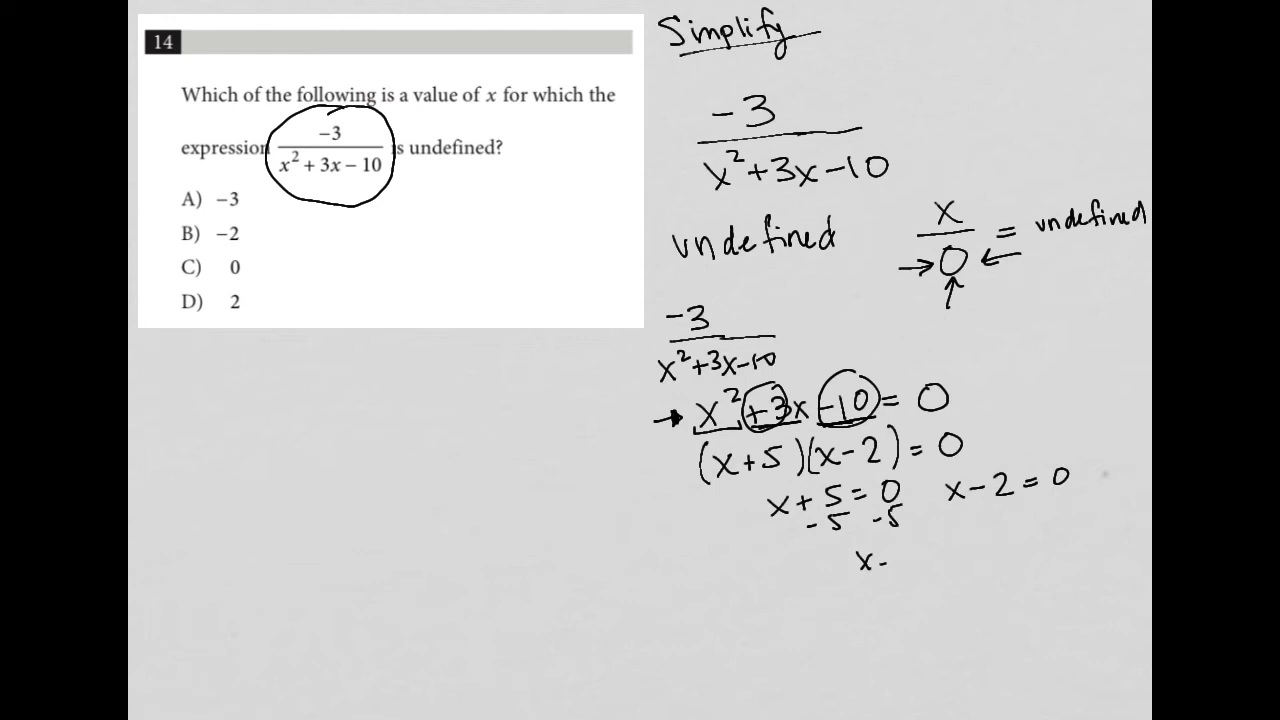 14
Which of the following is a value of x for which the
expression -3 / x² + 3x – 10 is undefined?
A) −3
B) −2
C) 0
D) 2
Simplify
-3
x²+3x-10
undefined
x
0
= undefined
-3
x²+3x-10
x²+3x-10=0
(x+5)(x-2)=0
x+5=0 x-2=0
-5 -5
x-